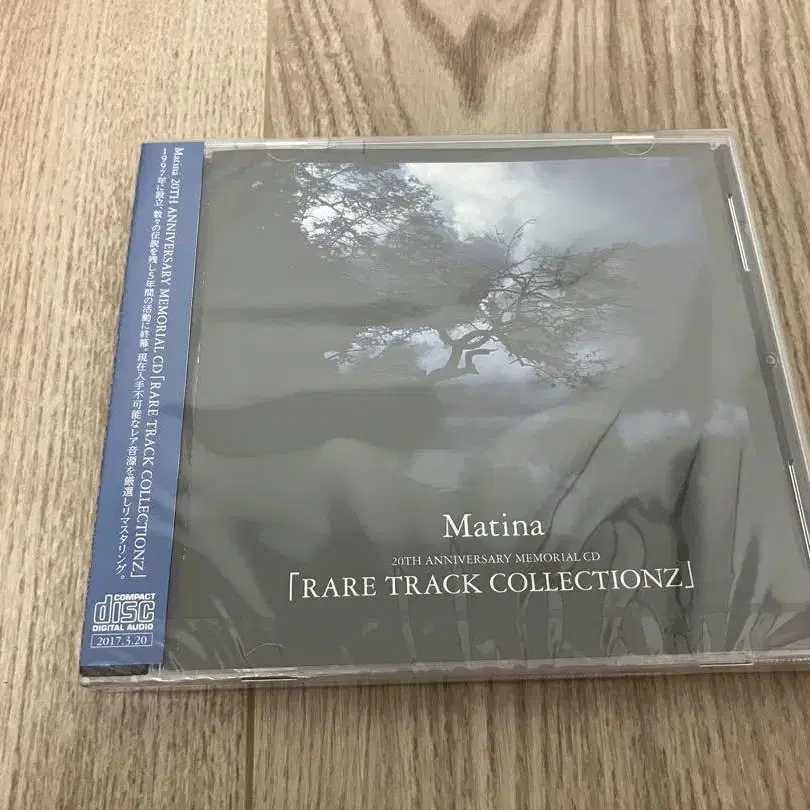 Matina 20TH ANNIVERSARY MEMORIAL CD「RARE TRACK COLLECTIONZ」
1997年に設立、数々の伝説を残し5年間の活動に終幕。現在入手不可能なレア音源を厳選しリマスタリング。
COMPACT
disc
DIGITAL AUDIO
2017.3.20
Matina
20TH ANNIVERSARY MEMORIAL CD
「RARE TRACK COLLECTIONZ」